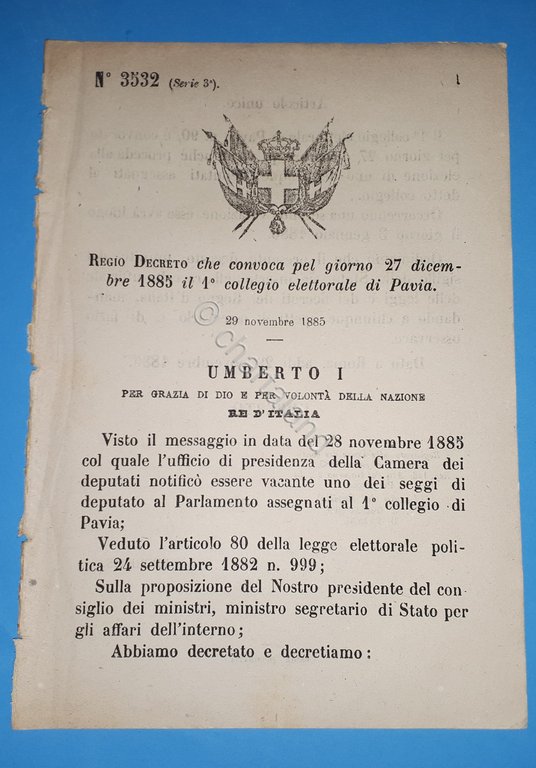 N° 3532 (Serie 3ª).
1
REGIO DECRETO che convoca pel giorno 27 dicem-
bre 1885 il 1° collegio elettorale di Pavia.
29 novembre 1885
UMBERTO I
PER GRAZIA DI DIO E PER VOLONTÀ DELLA NAZIONE
RE D'ITALIA
Visto il messaggio in data del 28 novembre 1885
col quale l'ufficio di presidenza della Camera dei
deputati notificò essere vacante uno dei seggi di
deputato al Parlamento assegnati al 1° collegio di
Pavia;
Veduto l'articolo 80 della legge elettorale poli-
tica 24 settembre 1882 n. 999;
Sulla proposizione del Nostro presidente del con-
siglio dei ministri, ministro segretario di Stato per
gli affari dell'interno;
Abbiamo decretato e decretiamo:
© chartaland